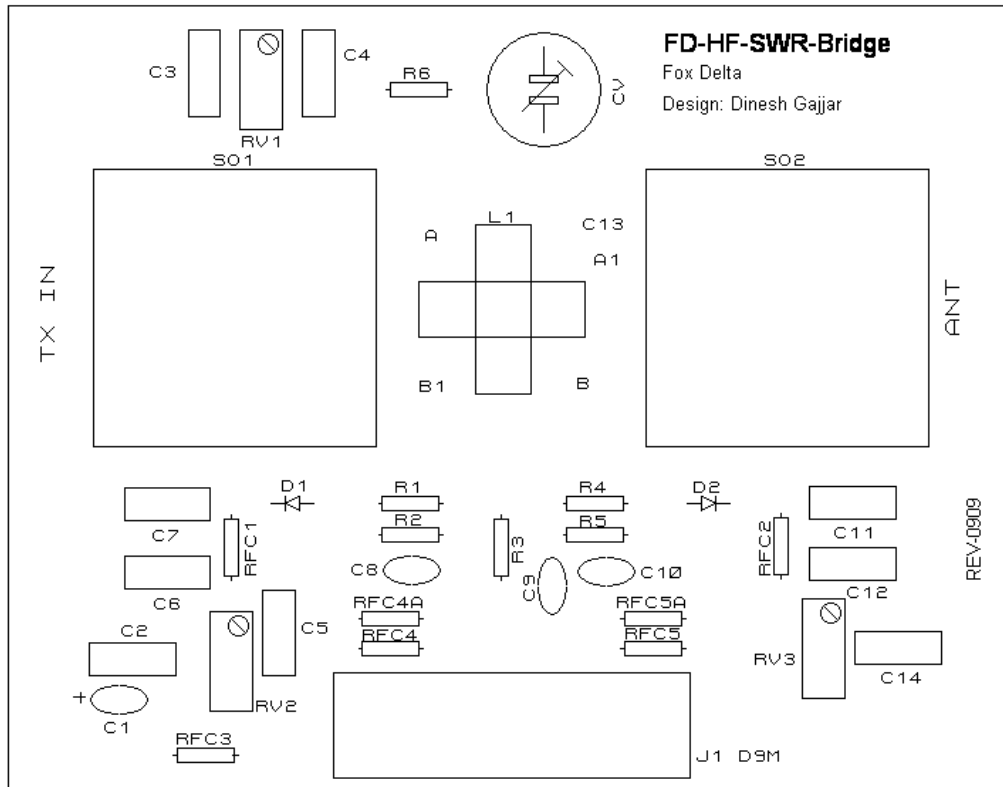 FD-HF-SWR-Bridge
Fox Delta
Design: Dinesh Gajjar
C3
RV1
C4
R6
CV
SO1
SO2
L1
A
C13
A1
TX IN
ANT
B1
B
D1
R1
R4
D2
C7
RFC1
R2
R3
R5
RFC2
C11
REV-0909
C6
C8
C9
C10
C12
C2
C5
RFC4A
RFC5A
RFC4
RFC5
RV3
C14
+
C1
RV2
RFC3
J1 D9M